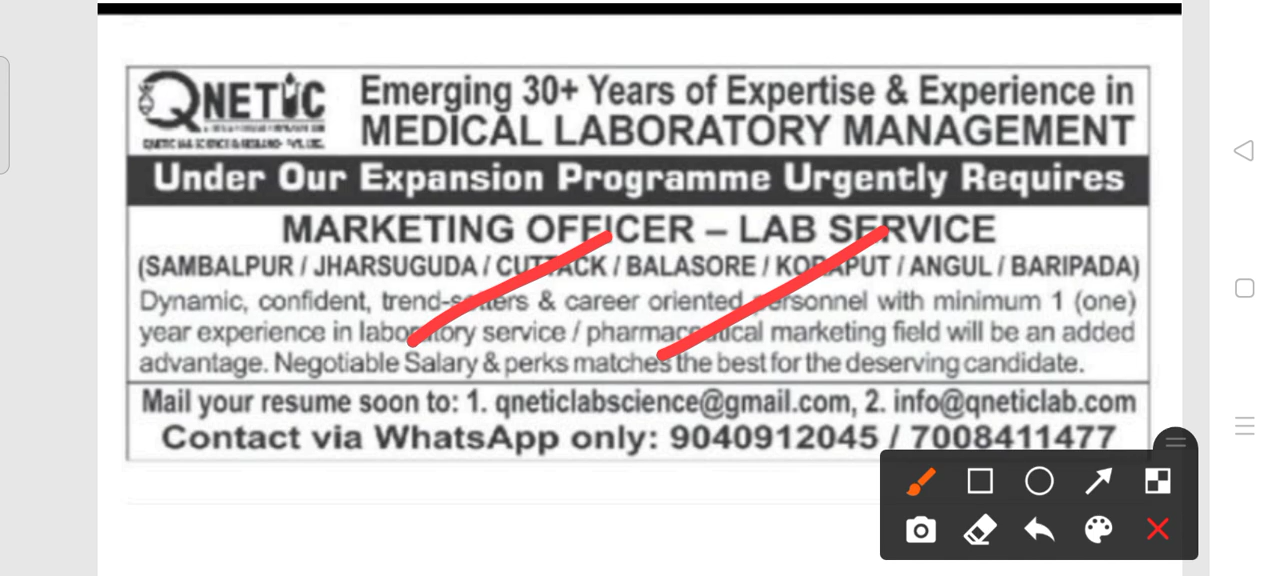 QNETIC
Emerging 30+ Years of Expertise & Experience in
MEDICAL LABORATORY MANAGEMENT
Under Our Expansion Programme Urgently Requires
MARKETING OFFICER – LAB SERVICE
(SAMBALPUR / JHARSUGUDA / CUTTACK / BALASORE / KORAPUT / ANGUL / BARIPADA)
Dynamic, confident, trend-setters & career oriented personnel with minimum 1 (one)
year experience in laboratory service / pharmaceutical marketing field will be an added
advantage. Negotiable Salary & perks matches the best for the deserving candidate.
Mail your resume soon to: 1. qneticlabscience@gmail.com, 2. info@qneticlab.com
Contact via WhatsApp only: 9040912045 / 7008411477